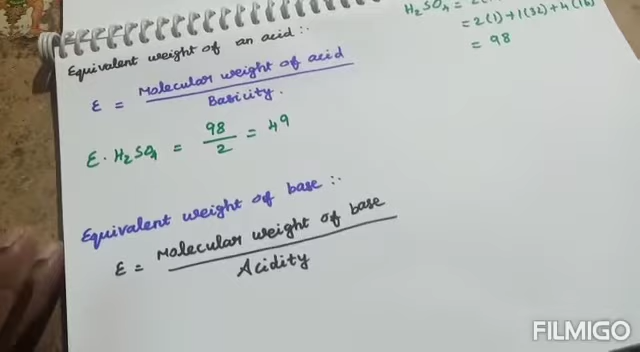 H₂SO₄ = 2(
= 2(1)+1(32)+4(16)
= 98
Equivalent weight of an acid :-
E = Molecular weight of acid
Basicity.
E. H₂SO₄ = 98/2 = 49
Equivalent weight of base :-
E = Molecular weight of base
Acidity
FILMIGO